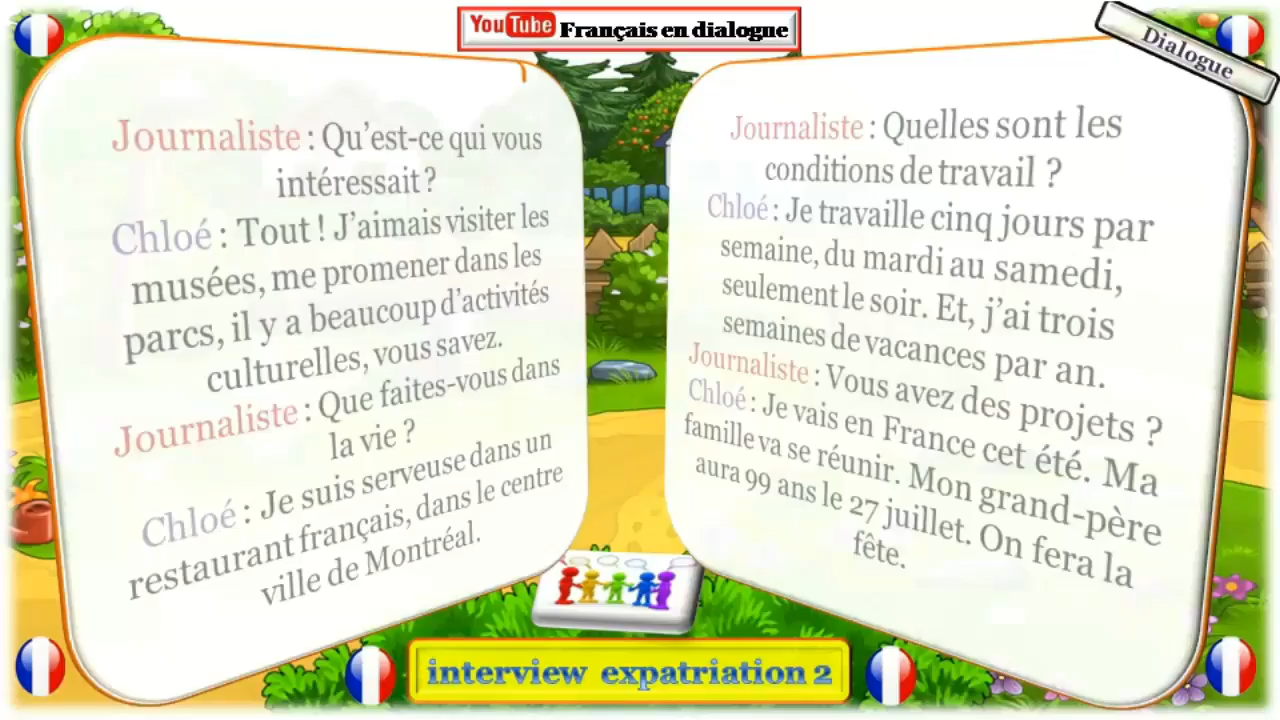 YouTube Français en dialogue
Dialogue
Journaliste : Qu'est-ce qui vous
intéressait ?
Chloé : Tout ! J'aimais visiter les
musées, me promener dans les
parcs, il y a beaucoup d'activités
culturelles, vous savez.
Journaliste : Que faites-vous dans
la vie ?
Chloé : Je suis serveuse dans un
restaurant français, dans le centre
ville de Montréal.
Journaliste : Quelles sont les
conditions de travail ?
Chloé : Je travaille cinq jours par
semaine, du mardi au samedi,
seulement le soir. Et, j'ai trois
semaines de vacances par an.
Journaliste : Vous avez des projets ?
Chloé : Je vais en France cet été. Ma
famille va se réunir. Mon grand-père
aura 99 ans le 27 juillet. On fera la
fête.
interview expatriation 2